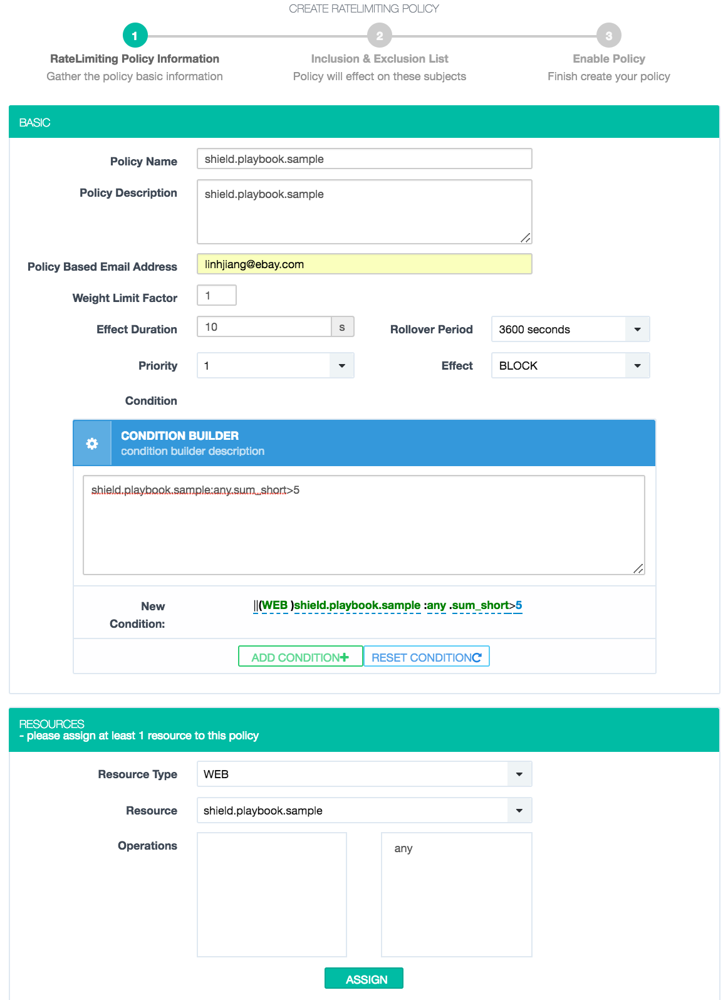 CREATE RATELIMITING POLICY
1
2
3
RateLimiting Policy Information
Inclusion & Exclusion List
Enable Policy
Gather the policy basic information
Policy will effect on these subjects
Finish create your policy
BASIC
Policy Name
shield.playbook.sample
Policy Description
shield.playbook.sample
Policy Based Email Address
linhjiang@ebay.com
Weight Limit Factor
1
Effect Duration
10
s
Rollover Period
3600 seconds
Priority
1
Effect
BLOCK
Condition
CONDITION BUILDER
condition builder description
shield.playbook.sample:any.sum_short>5
New
Condition:
||(WEB )shield.playbook.sample :any .sum_short>5
ADD CONDITION
RESET CONDITION
RESOURCES
- please assign at least 1 resource to this policy
Resource Type
WEB
Resource
shield.playbook.sample
Operations
any
ASSIGN